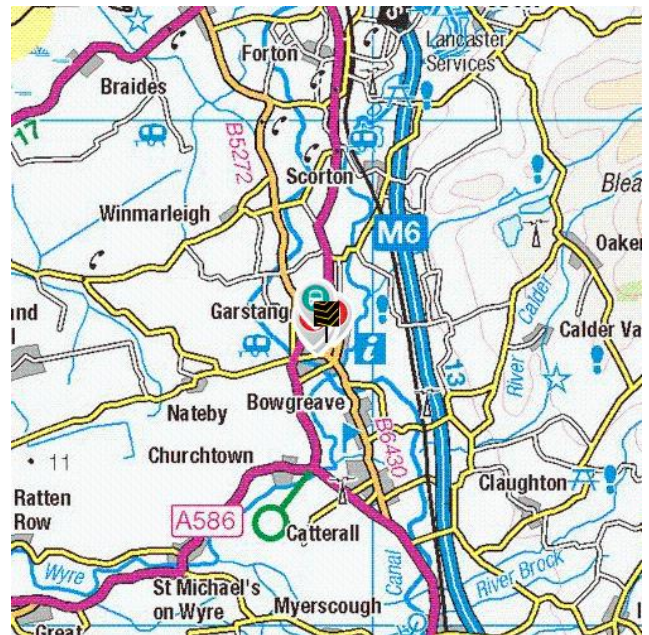 Lancaster
Services
Forton
Braides
17
B5272
Scorton
Blea
Winmarleigh
M6
Oaker
Garstang
River Calder
Calder Va
nd
i
13
Nateby
Bowgreave
B6430
Churchtown
11
Claughton
Ratten
Row
A586
Catterall
Wyre
Canal
River Brock
St Michael's
on Wyre
Myerscough
Great